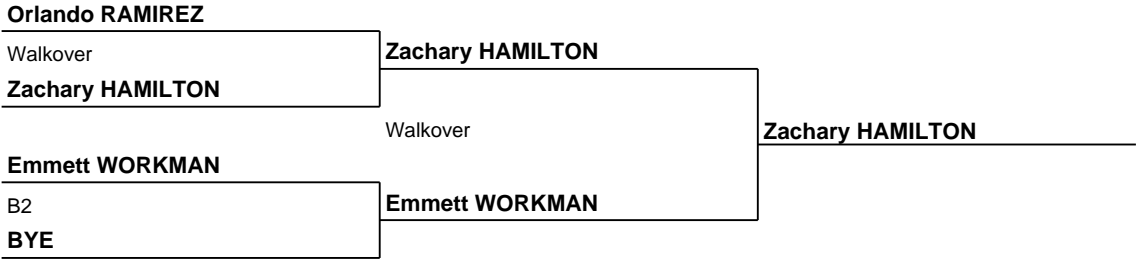 Orlando RAMIREZ
Walkover
Zachary HAMILTON
Zachary HAMILTON
Walkover
Zachary HAMILTON
Emmett WORKMAN
B2
Emmett WORKMAN
BYE